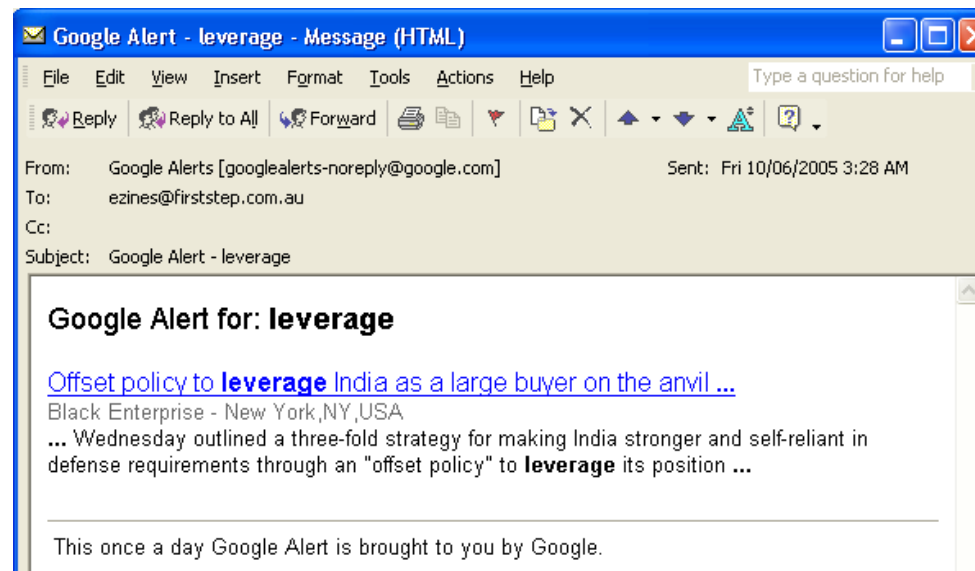 Google Alert - leverage - Message (HTML)
File Edit View Insert Format Tools Actions Help Type a question for help
Reply Reply to All Forward
From: Google Alerts [googlealerts-noreply@google.com] Sent: Fri 10/06/2005 3:28 AM
To: ezines@firststep.com.au
Cc:
Subject: Google Alert - leverage
Google Alert for: leverage
Offset policy to leverage India as a large buyer on the anvil ...
Black Enterprise - New York,NY,USA
... Wednesday outlined a three-fold strategy for making India stronger and self-reliant in
defense requirements through an "offset policy" to leverage its position ...
This once a day Google Alert is brought to you by Google.